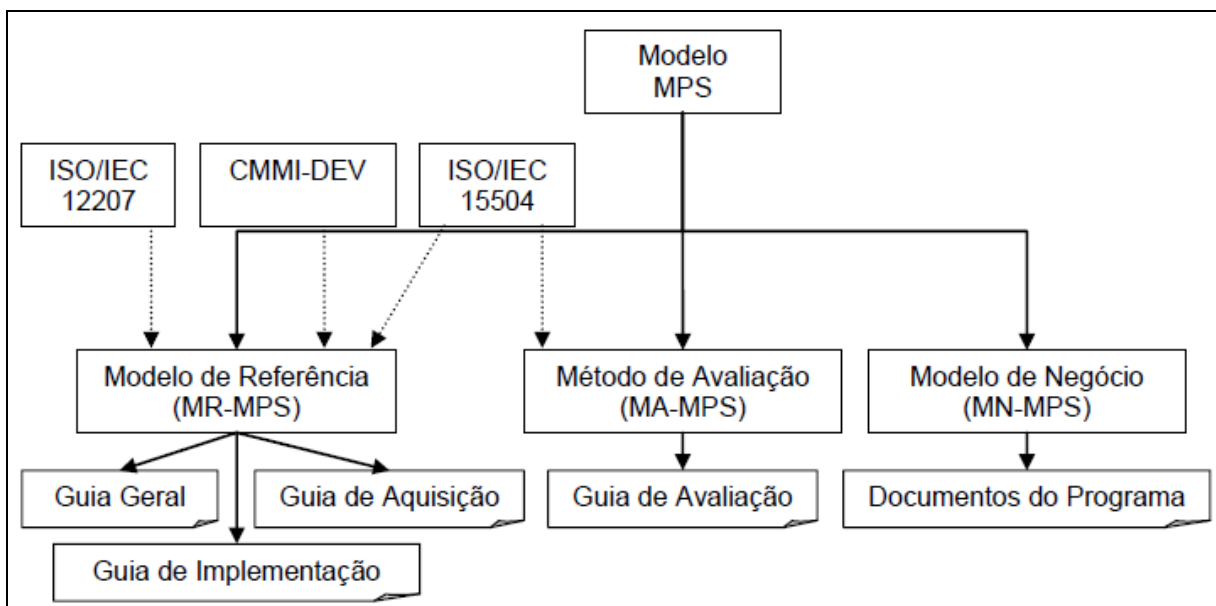 Modelo
MPS
ISO/IEC
12207
CMMI-DEV
ISO/IEC
15504
Modelo de Referência
(MR-MPS)
Método de Avaliação
(MA-MPS)
Modelo de Negócio
(MN-MPS)
Guia Geral
Guia de Aquisição
Guia de Avaliação
Documentos do Programa
Guia de Implementação